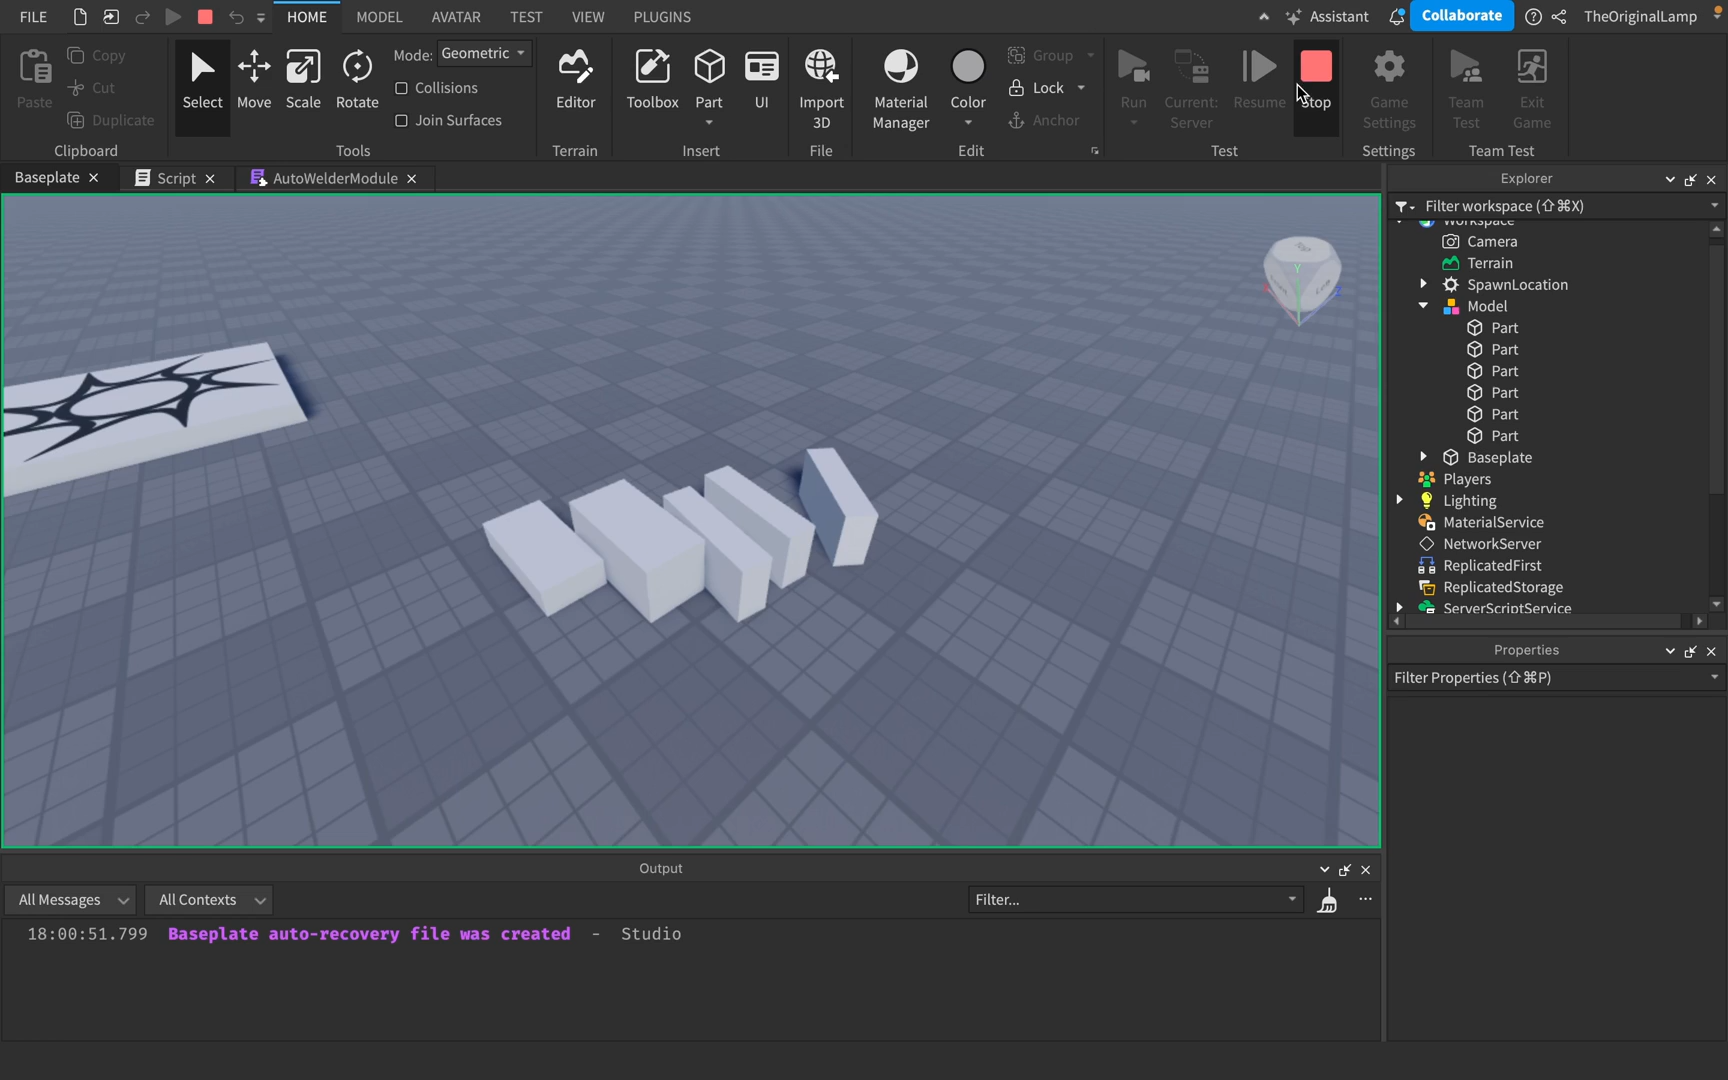 FILE
HOME
MODEL
AVATAR
TEST
VIEW
PLUGINS
Assistant
Collaborate
TheOriginalLamp
Paste
Copy
Cut
Duplicate
Clipboard
Select
Move
Scale
Rotate
Mode: Geometric
Collisions
Join Surfaces
Tools
Editor
Terrain
Toolbox
Part
UI
Insert
Import
3D
File
Material
Manager
Color
Group
Lock
Anchor
Edit
Run
Current:
Server
Resume
Stop
Test
Game
Settings
Settings
Team
Test
Exit
Game
Team Test
Baseplate
Script
AutoWelderModule
Y
Explorer
Filter workspace (⇧⌘X)
Workspace
Camera
Terrain
SpawnLocation
Model
Part
Part
Part
Part
Part
Part
Baseplate
Players
Lighting
MaterialService
NetworkServer
ReplicatedFirst
ReplicatedStorage
ServerScriptService
Properties
Filter Properties (⇧⌘P)
Output
All Messages
All Contexts
Filter...
18:00:51.799 Baseplate auto-recovery file was created - Studio